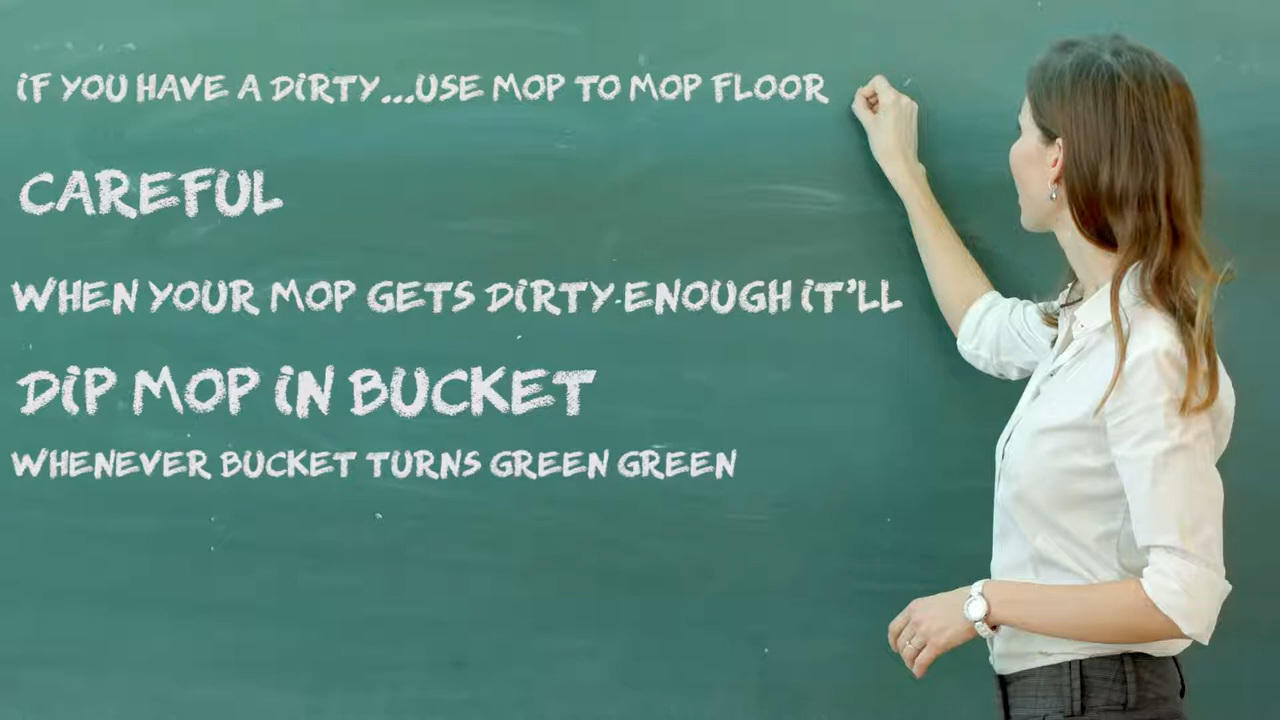 IF YOU HAVE A DIRTY...USE MOP TO MOP FLOOR
CAREFUL
WHEN YOUR MOP GETS DIRTY-ENOUGH IT'LL
DIP MOP IN BUCKET
WHENEVER BUCKET TURNS GREEN GREEN